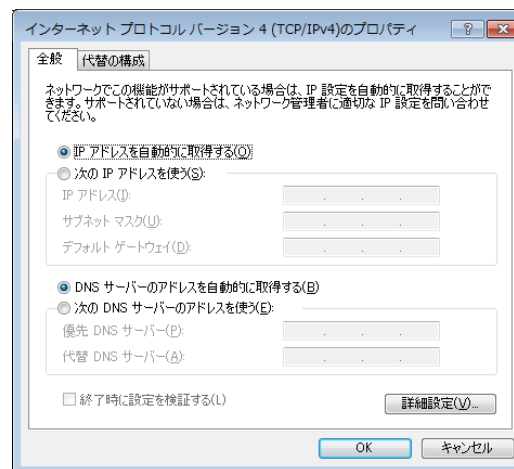 インターネット プロトコル バージョン 4 (TCP/IPv4)のプロパティ
全般
代替の構成
ネットワークでこの機能がサポートされている場合は、IP 設定を自動的に取得することがで
きます。サポートされていない場合は、ネットワーク管理者に適切な IP 設定を問い合わせ
てください。
IP アドレスを自動的に取得する(O)
次の IP アドレスを使う(S):
IP アドレス(I):
サブネット マスク(U):
デフォルト ゲートウェイ(D):
DNS サーバーのアドレスを自動的に取得する(B)
次の DNS サーバーのアドレスを使う(E):
優先 DNS サーバー(P):
代替 DNS サーバー(A):
終了時に設定を検証する(L)
詳細設定(V)...
OK
キャンセル